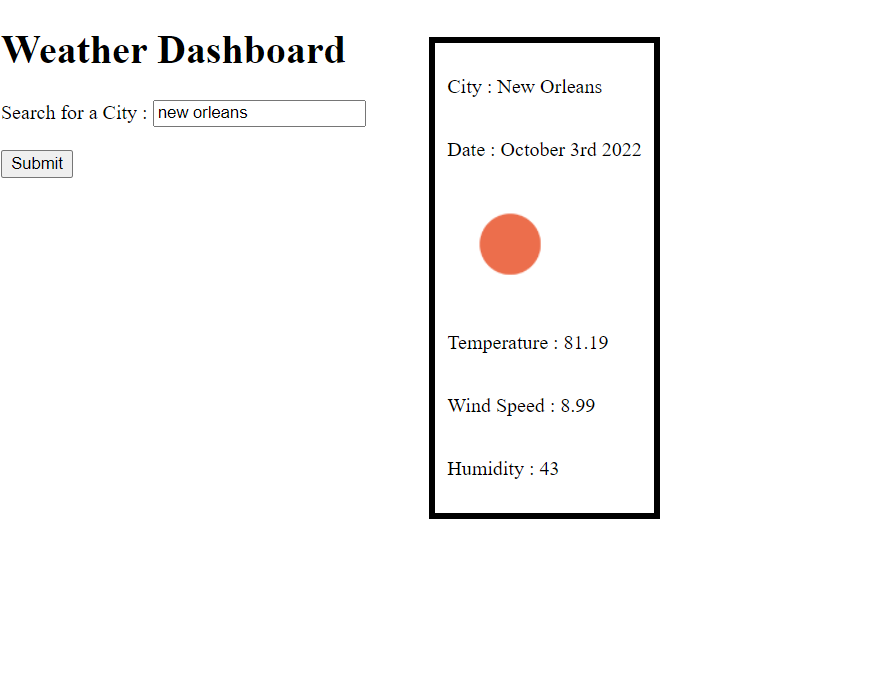 Weather Dashboard
Search for a City : new orleans
Submit
City : New Orleans
Date : October 3rd 2022
Temperature : 81.19
Wind Speed : 8.99
Humidity : 43